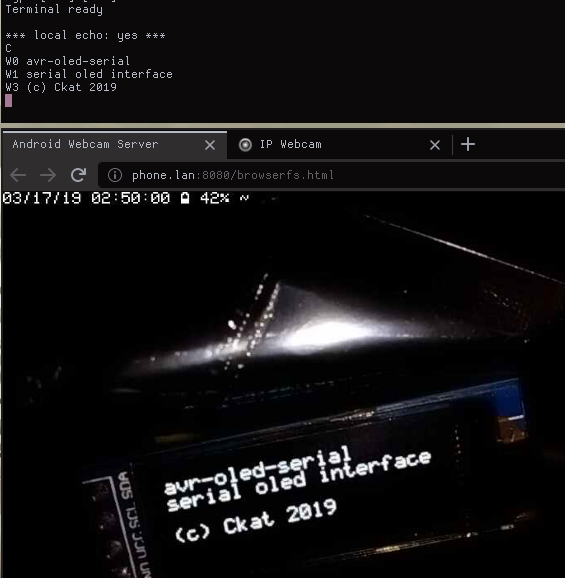 Terminal ready
*** local echo: yes ***
C
W0 avr-oled-serial
W1 serial oled interface
W3 (c) Ckat 2019
Android Webcam Server
IP Webcam
phone.lan:8080/browserfs.html
03/17/19 02:50:00 42%
avr-oled-serial
serial oled interface
(c) Ckat 2019
SDA
SCL
VCC